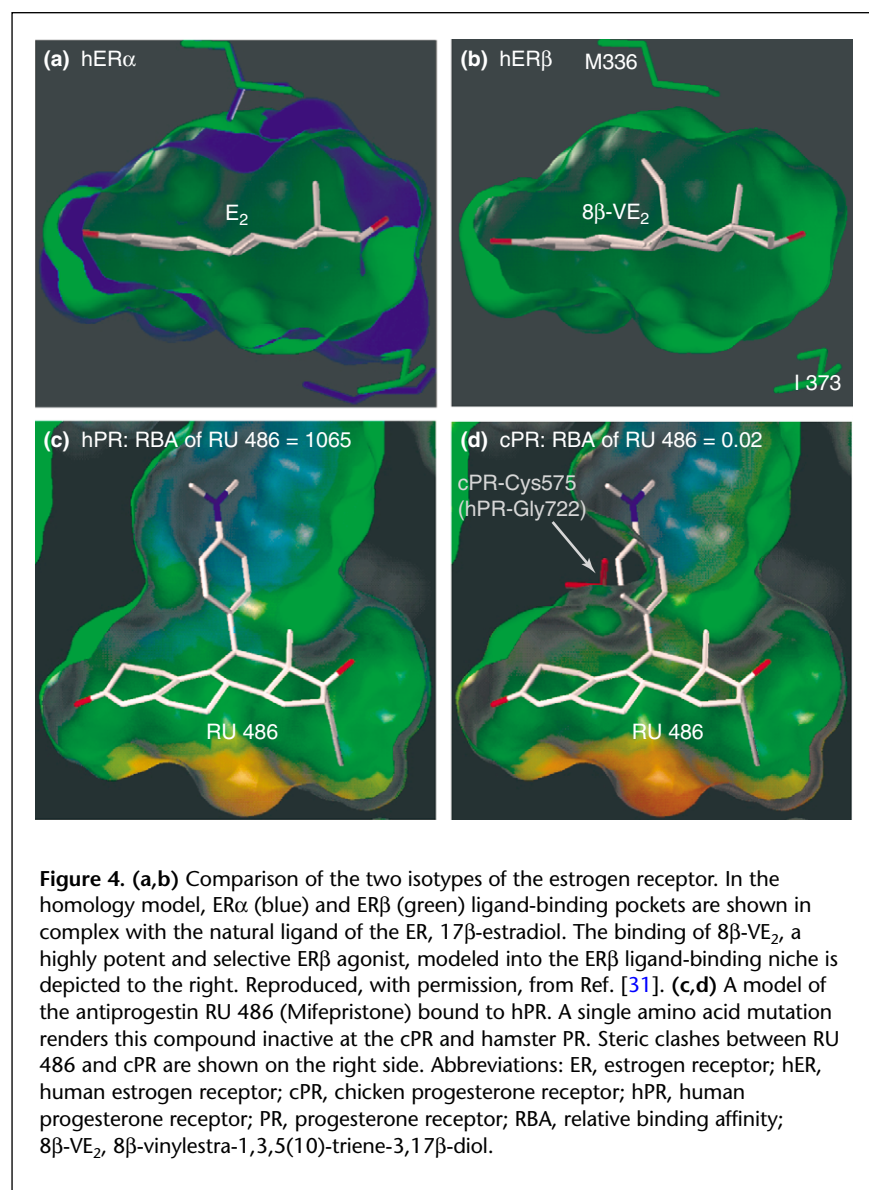 (a) hERα
E₂
(b) hERβ
M336
8β-VE₂
I 373
(c) hPR: RBA of RU 486 = 1065
RU 486
(d) cPR: RBA of RU 486 = 0.02
cPR-Cys575
(hPR-Gly722)
RU 486
Figure 4. (a,b) Comparison of the two isotypes of the estrogen receptor. In the
homology model, ERα (blue) and ERβ (green) ligand-binding pockets are shown in
complex with the natural ligand of the ER, 17β-estradiol. The binding of 8β-VE₂, a
highly potent and selective ERβ agonist, modeled into the ERβ ligand-binding niche is
depicted to the right. Reproduced, with permission, from Ref. [31]. (c,d) A model of
the antiprogestin RU 486 (Mifepristone) bound to hPR. A single amino acid mutation
renders this compound inactive at the cPR and hamster PR. Steric clashes between RU
486 and cPR are shown on the right side. Abbreviations: ER, estrogen receptor; hER,
human estrogen receptor; cPR, chicken progesterone receptor; hPR, human
progesterone receptor; PR, progesterone receptor; RBA, relative binding affinity;
8β-VE₂, 8β-vinylestra-1,3,5(10)-triene-3,17β-diol.